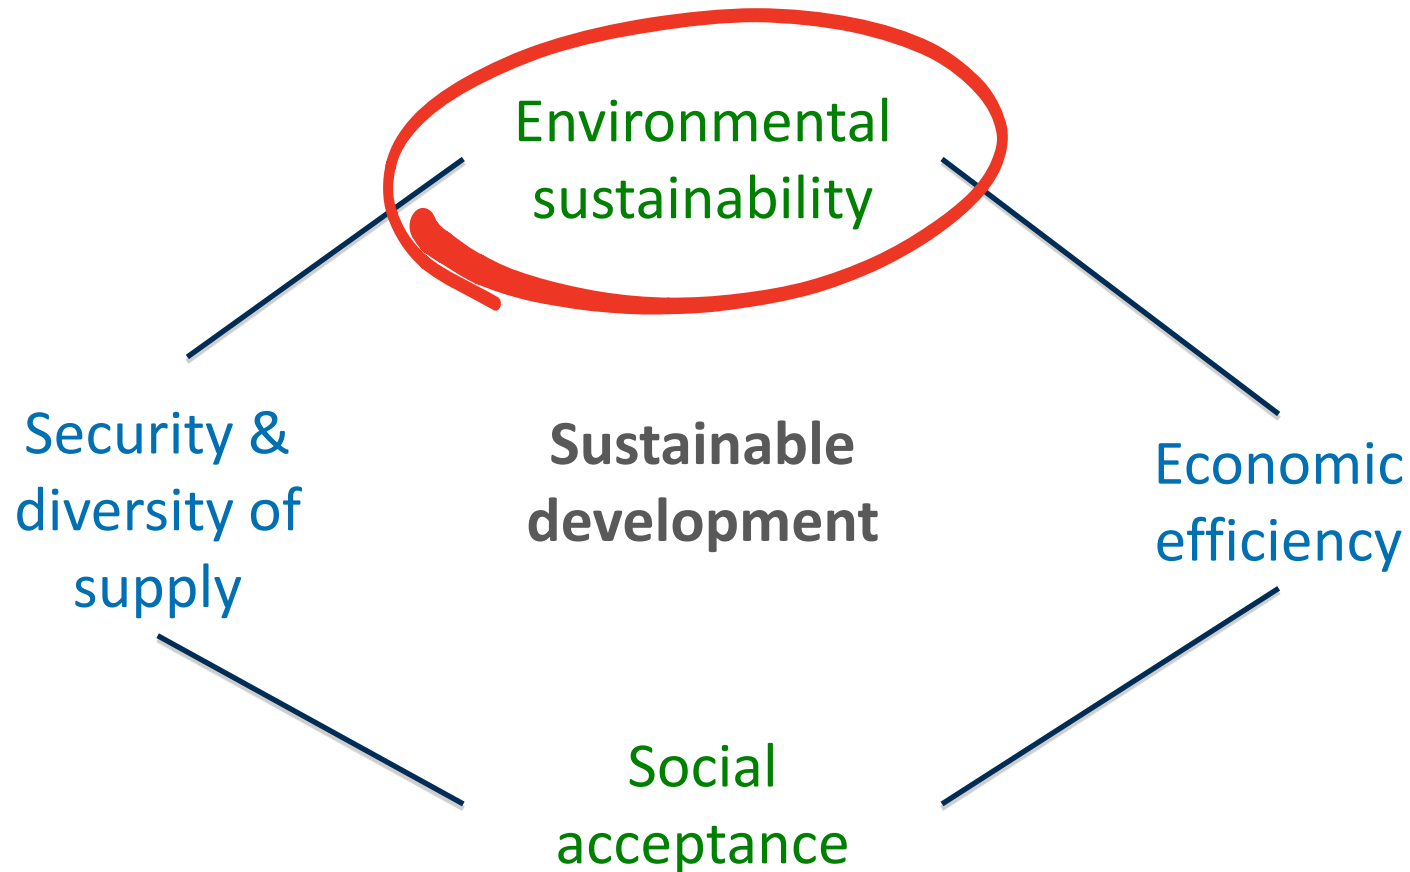 Environmental
sustainability
Security &
diversity of
supply
Sustainable
development
Economic
efficiency
Social
acceptance